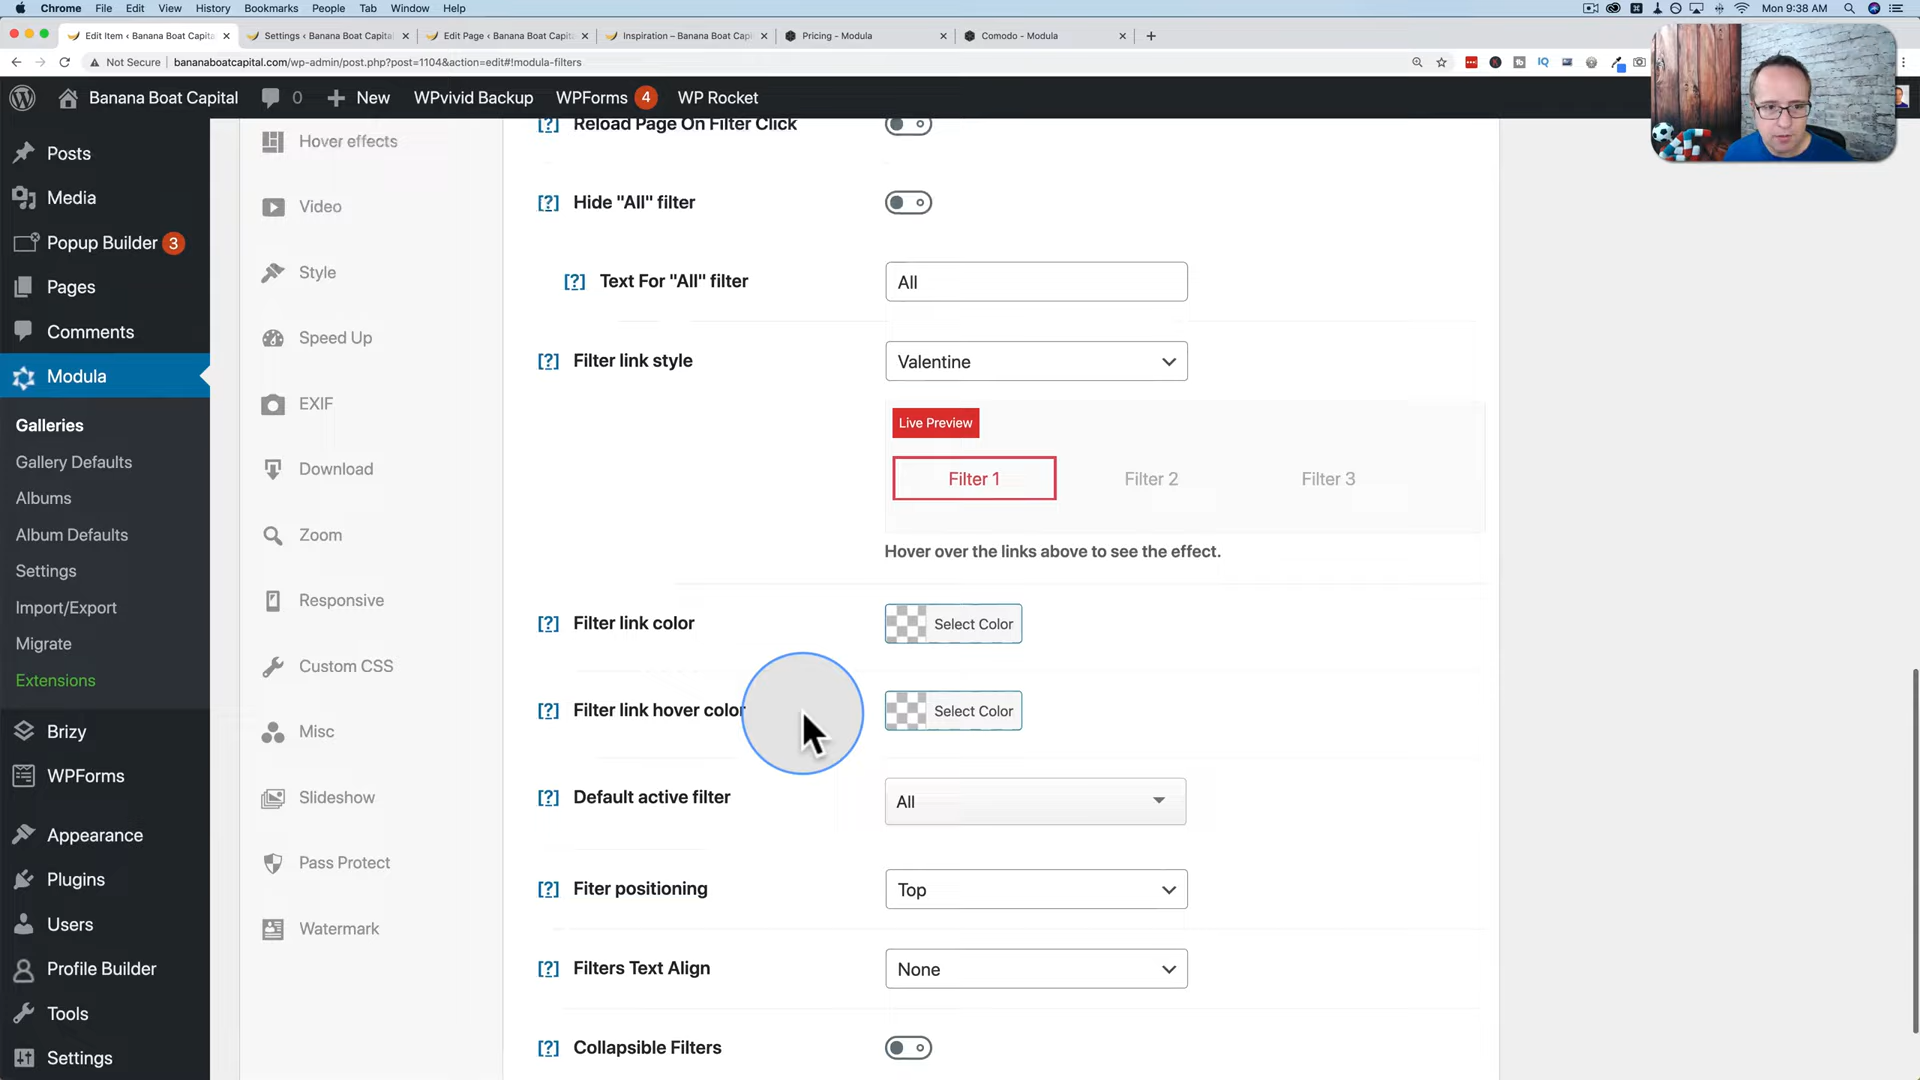 Chrome File Edit View History Bookmarks People Tab Window Help Mon 9:38 AM
Edit Item ‹ Banana Boat Capita Settings ‹ Banana Boat Capital Edit Page ‹ Banana Boat Capita Inspiration – Banana Boat Capi Pricing - Modula Comodo - Modula
Not Secure bananaboatcapital.com/wp-admin/post.php?post=1104&action=edit#!modula-filters
Banana Boat Capital 0 New WPvivid Backup WPForms 4 WP Rocket
Posts
Media
Popup Builder 3
Pages
Comments
Modula
Galleries
Gallery Defaults
Albums
Album Defaults
Settings
Import/Export
Migrate
Extensions
Brizy
WPForms
Appearance
Plugins
Users
Profile Builder
Tools
Settings
Hover effects
Video
Style
Speed Up
EXIF
Download
Zoom
Responsive
Custom CSS
Misc
Slideshow
Pass Protect
Watermark
[?] Reload Page On Filter Click
[?] Hide "All" filter
[?] Text For "All" filter All
[?] Filter link style Valentine
Live Preview
Filter 1 Filter 2 Filter 3
Hover over the links above to see the effect.
[?] Filter link color Select Color
[?] Filter link hover color Select Color
[?] Default active filter All
[?] Fiter positioning Top
[?] Filters Text Align None
[?] Collapsible Filters